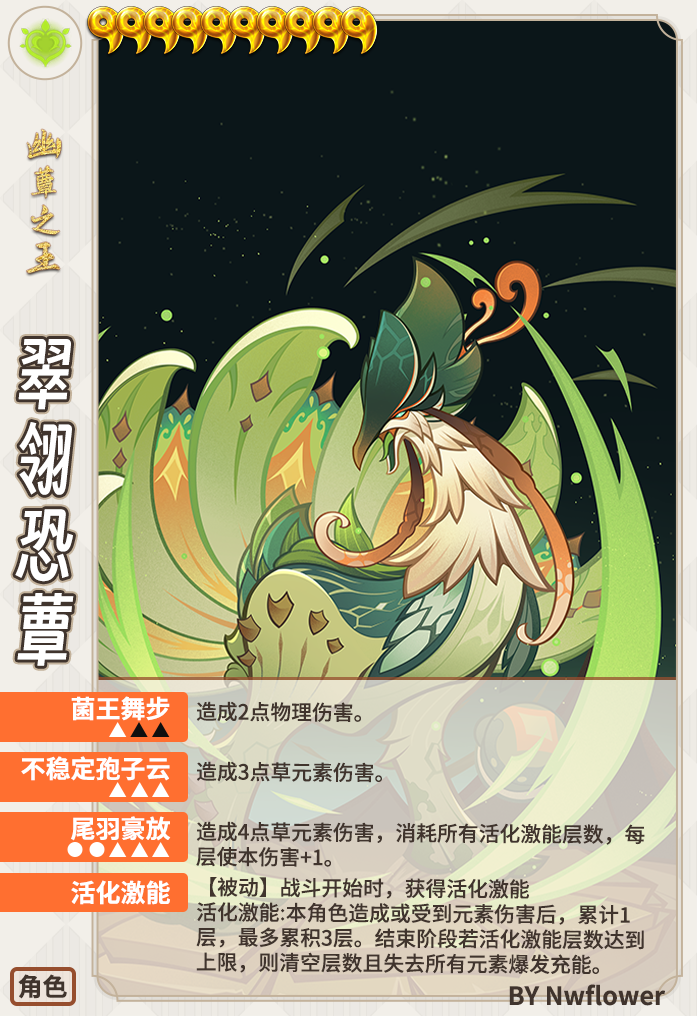 幽蕈之王
翠翎恐蕈
菌王舞步
造成2点物理伤害。
不稳定孢子云
造成3点草元素伤害。
尾羽豪放
造成4点草元素伤害，消耗所有活化激能层数，每
层使本伤害+1。
活化激能
【被动】战斗开始时，获得活化激能
活化激能:本角色造成或受到元素伤害后，累计1
层，最多累积3层。结束阶段若活化激能层数达到
上限，则清空层数且失去所有元素爆发充能。
角色
BY Nwflower